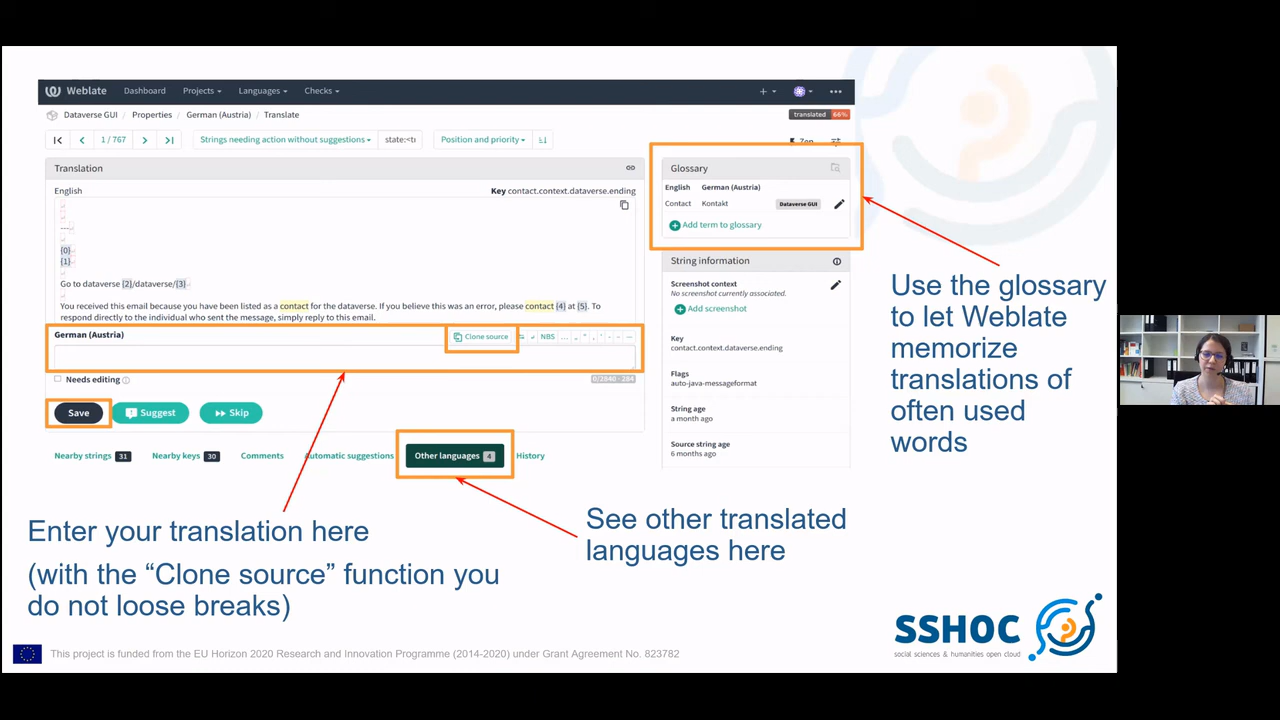 Weblate Dashboard Projects Languages Checks
Dataverse GUI / Properties / German (Austria) / Translate
translated 66%
1 / 767 Strings needing action without suggestions state:<t Position and priority
Zen
Translation
English Key contact.context.dataverse.ending
---
{0}
{1}
Go to dataverse {2}/dataverse/{3}
You received this email because you have been listed as a contact for the dataverse. If you believe this was an error, please contact {4} at {5}. To
respond directly to the individual who sent the message, simply reply to this email.
German (Austria) Clone source NBS … „ “ ‚ ‘ – —
Needs editing 0/2840 · 284
Save Suggest Skip
Nearby strings 31 Nearby keys 30 Comments Automatic suggestions Other languages 4 History
Glossary
English German (Austria)
Contact Kontakt Dataverse GUI
Add term to glossary
String information
Screenshot context
No screenshot currently associated.
Add screenshot
Key
contact.context.dataverse.ending
Flags
auto-java-messageformat
String age
a month ago
Source string age
6 months ago
Use the glossary
to let Weblate
memorize
translations of
often used
words
Enter your translation here
(with the “Clone source” function you
do not loose breaks)
See other translated
languages here
SSHOC
social sciences & humanities open cloud
This project is funded from the EU Horizon 2020 Research and Innovation Programme (2014-2020) under Grant Agreement No. 823782